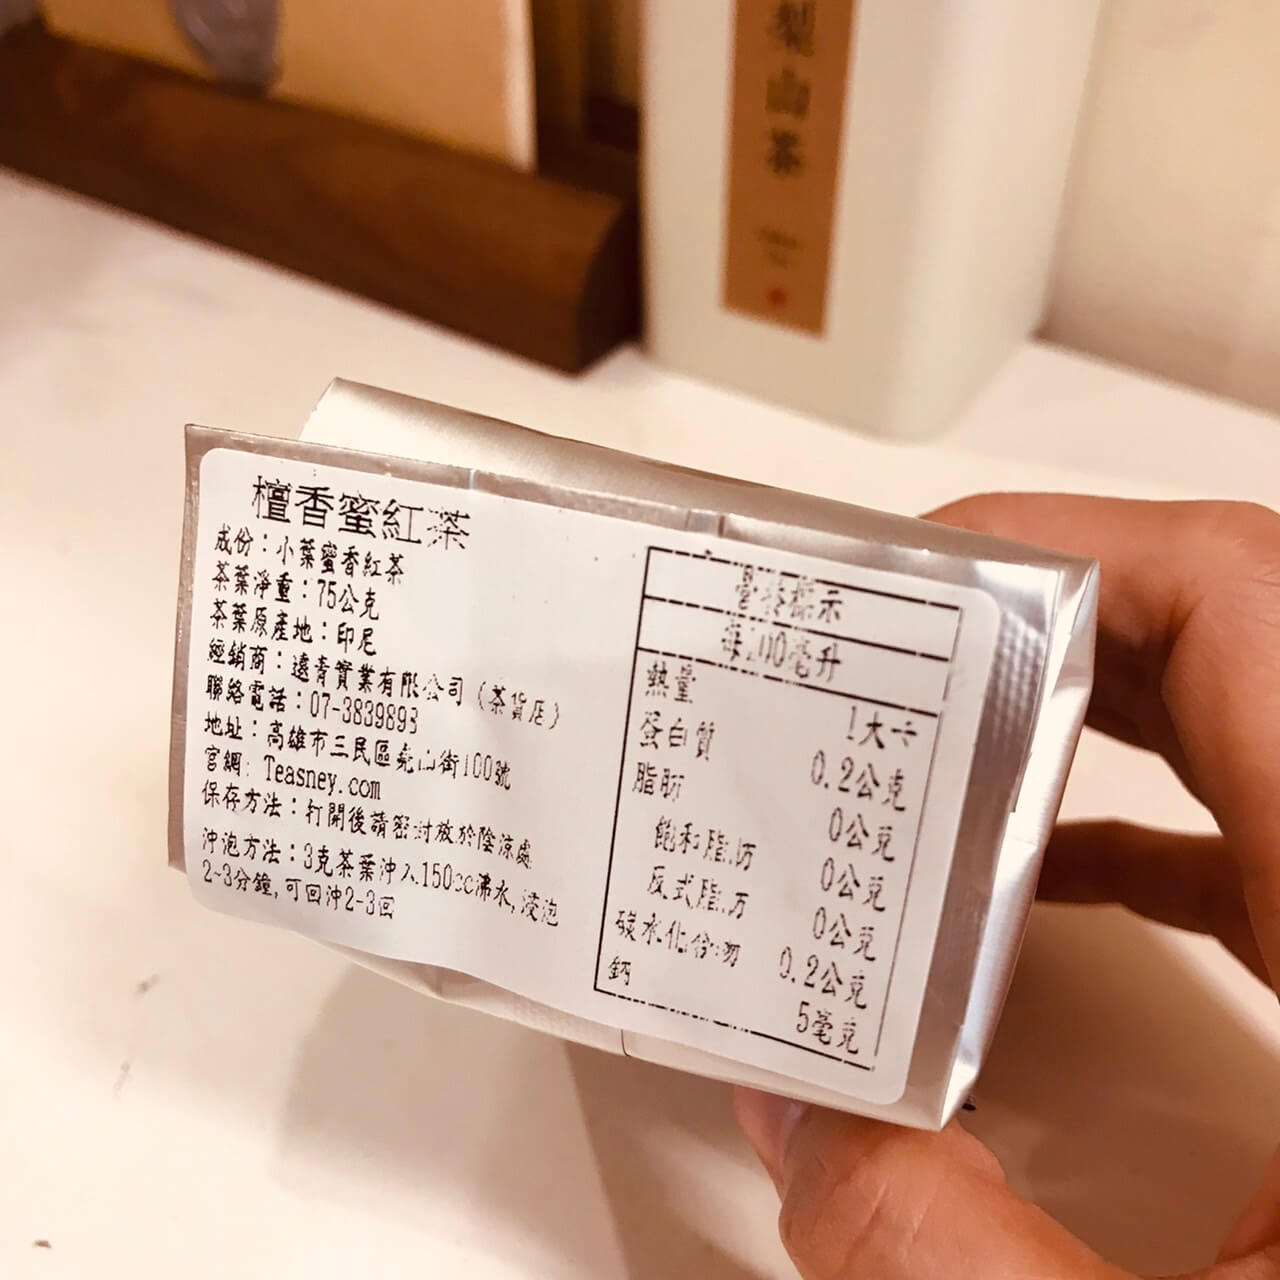 梨山茶
檀香蜜紅茶
成份：小葉蜜香紅茶
茶葉淨重：75公克
茶葉原產地：印尼
經銷商：遠青實業有限公司（茶貨店）
聯絡電話：07-3839893
地址：高雄市三民區堯山街100號
官網: Teasney.com
保存方法：打開後請密封放於陰涼處
沖泡方法：3克茶葉沖入150cc沸水,浸泡
2-3分鐘,可回沖2-3回
營養標示
每100毫升
熱量 1大卡
蛋白質 0.2公克
脂肪 0公克
飽和脂肪 0公克
反式脂肪 0公克
碳水化合物 0.2公克
鈉 5毫克